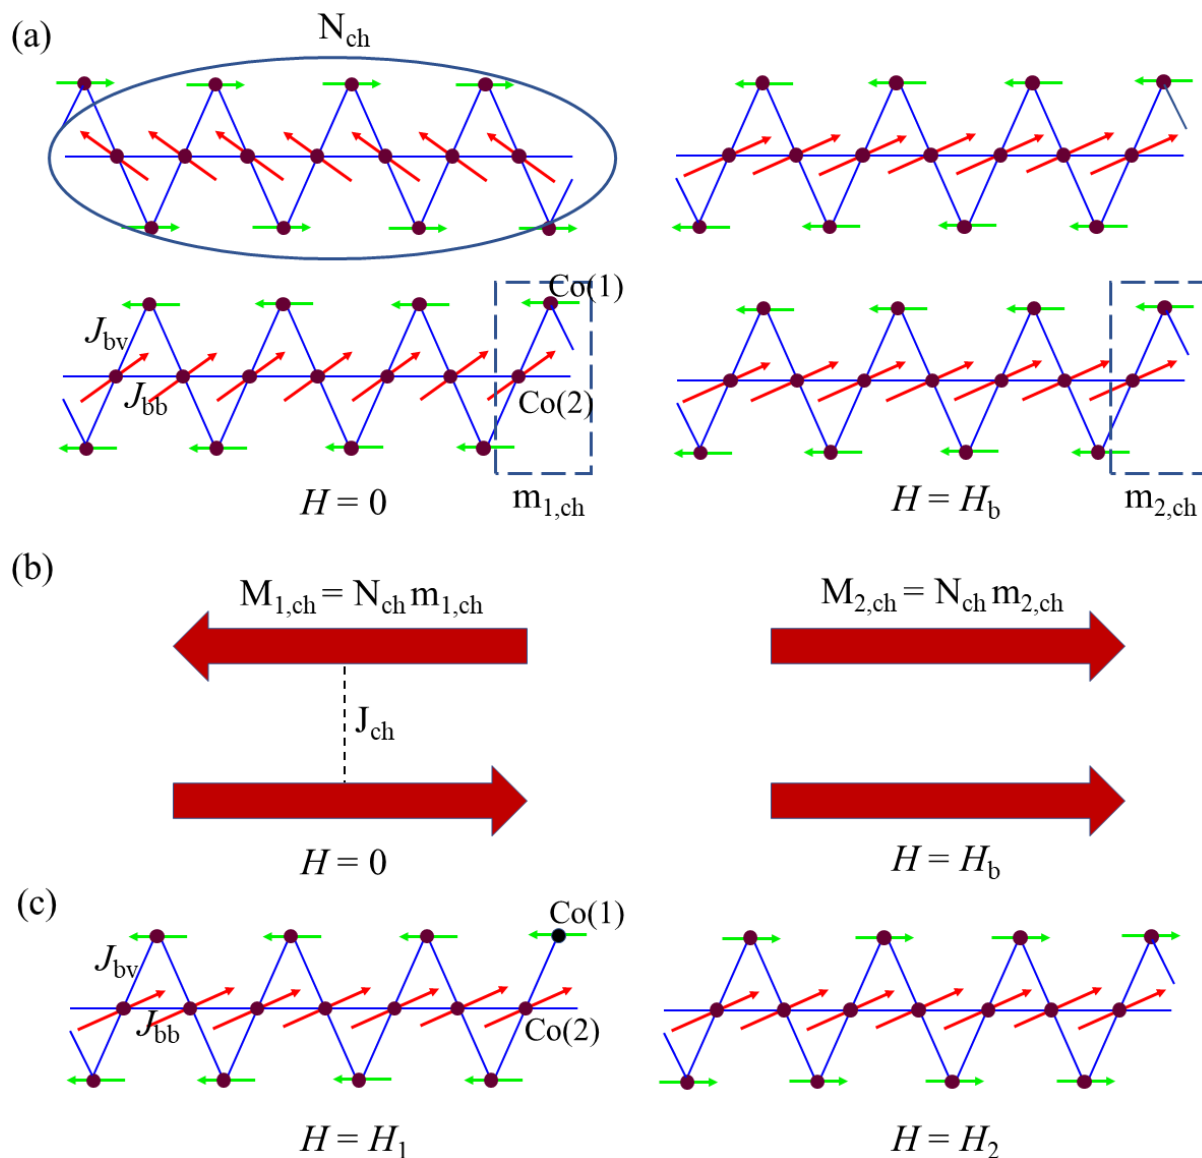 (a)
N_ch
Co(1)
J_bv
J_bb
Co(2)
H = 0
m_1,ch
H = H_b
m_2,ch
(b)
M_1,ch = N_ch m_1,ch
M_2,ch = N_ch m_2,ch
J_ch
H = 0
H = H_b
(c)
Co(1)
J_bv
J_bb
Co(2)
H = H_1
H = H_2